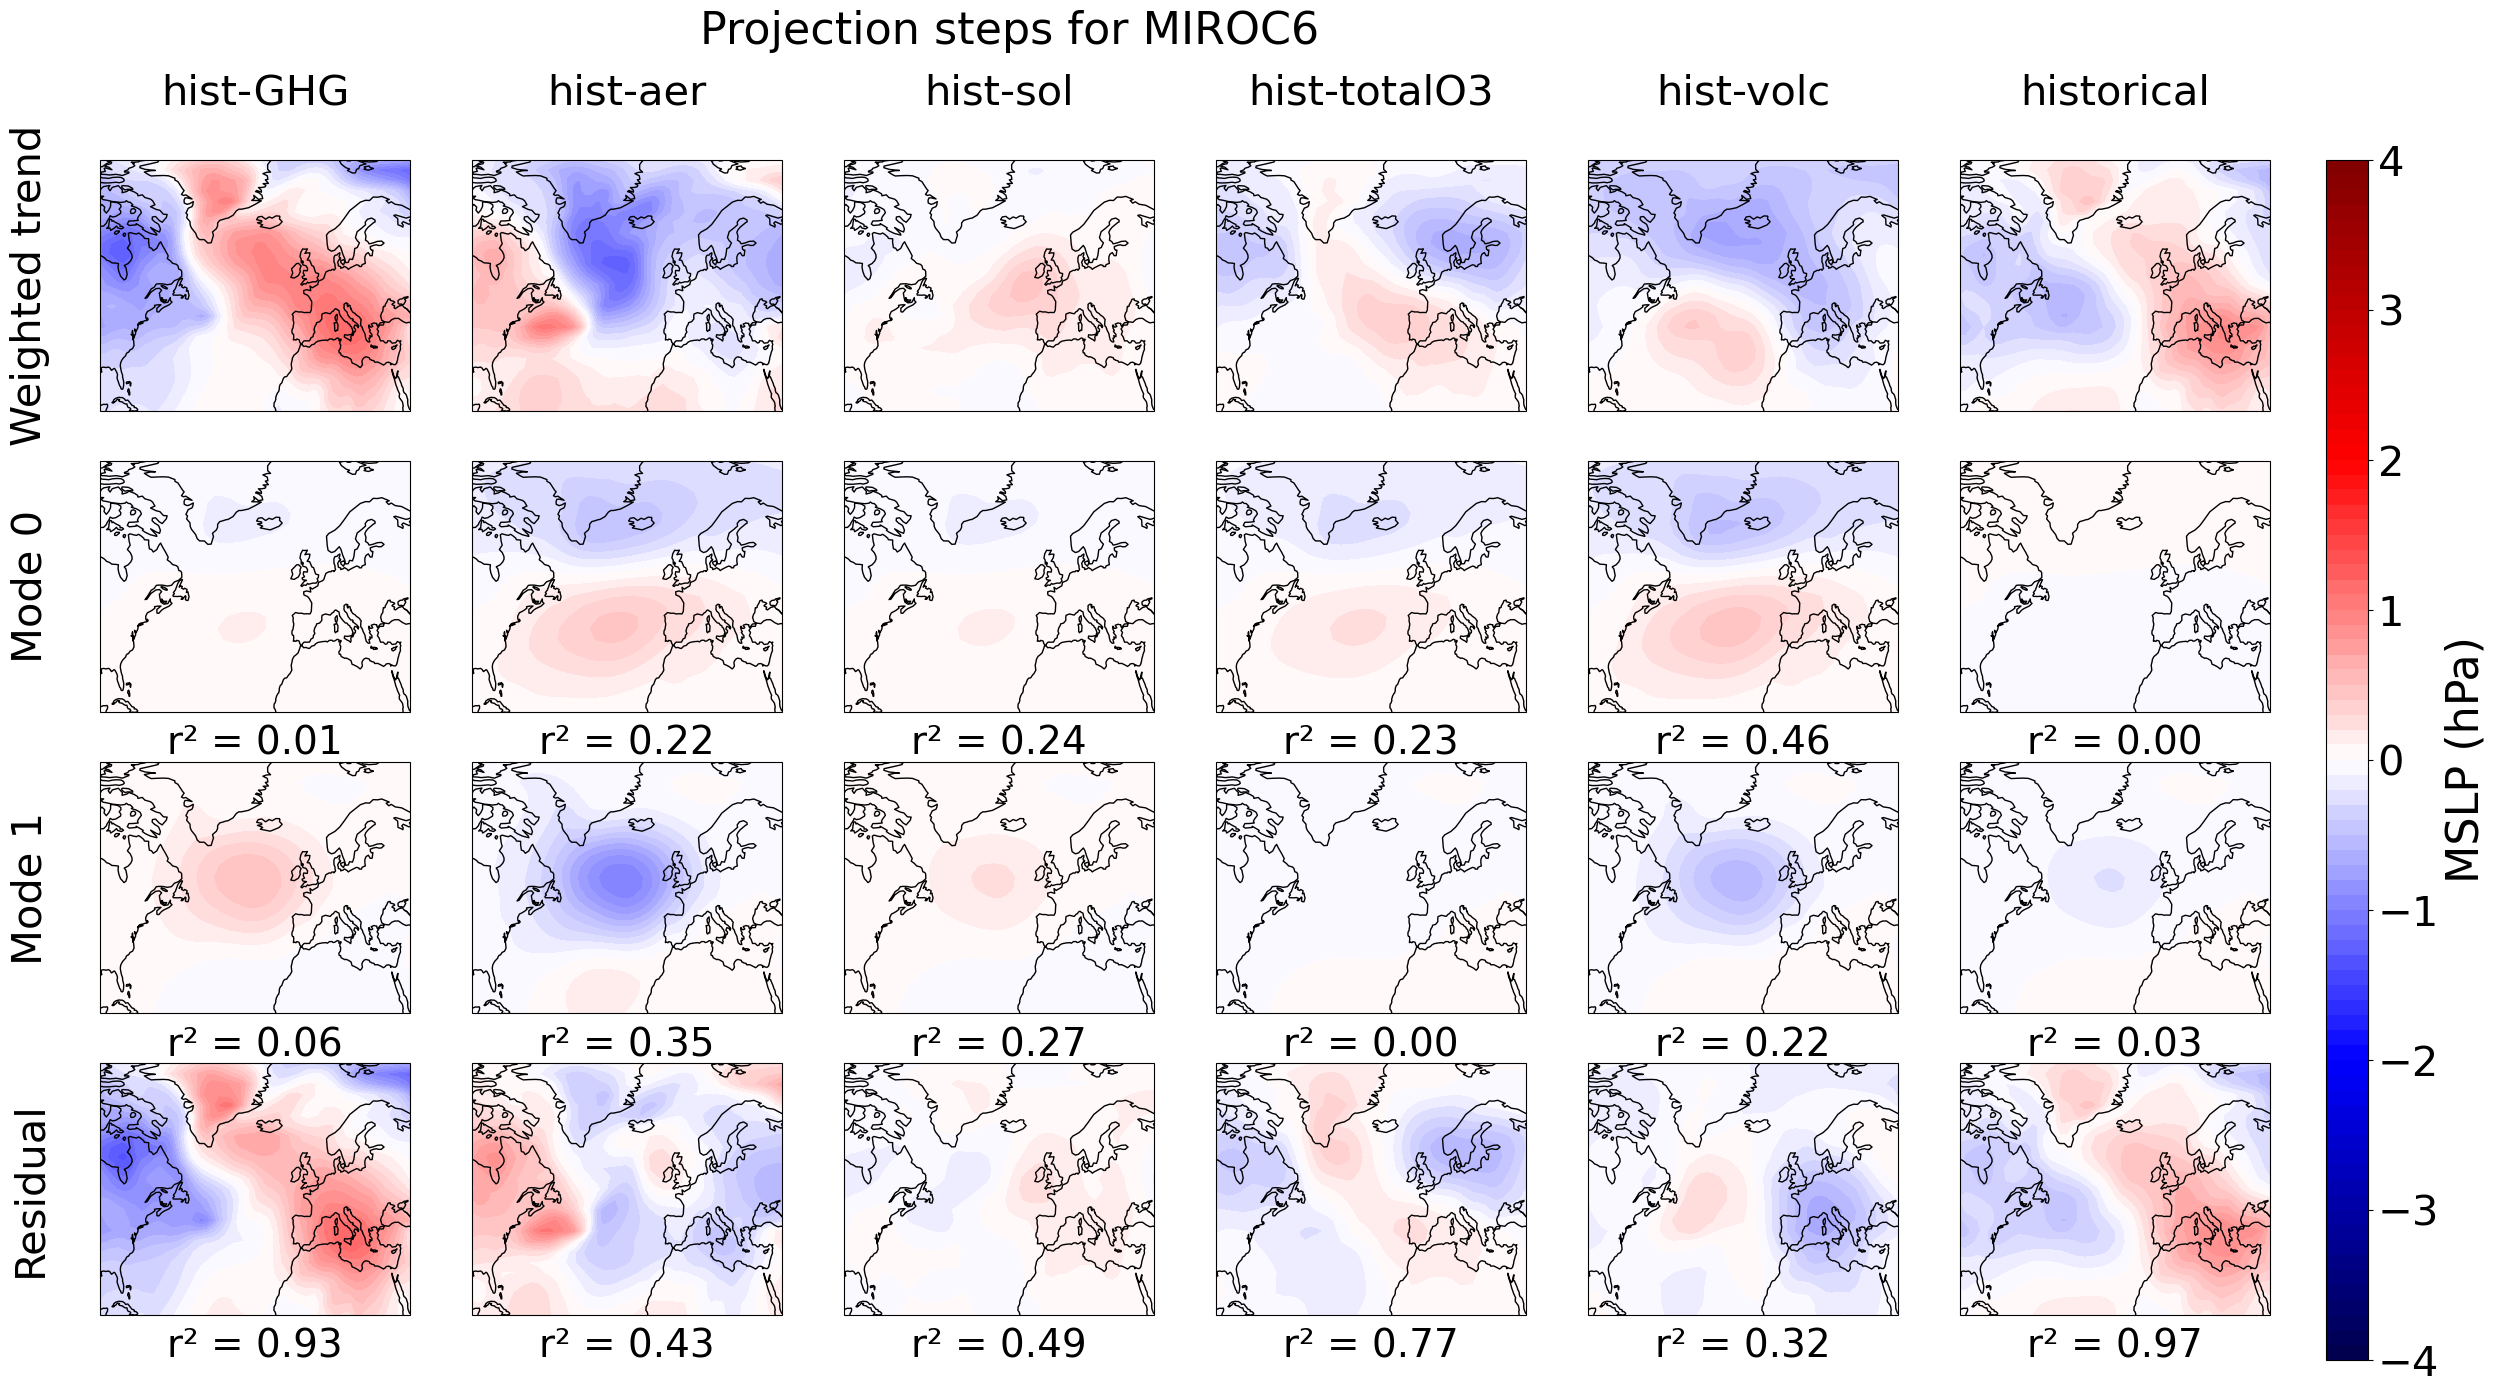 Projection steps for MIROC6
hist-GHG hist-aer hist-sol hist-totalO3 hist-volc historical
Weighted trend
Mode 0
r² = 0.01 r² = 0.22 r² = 0.24 r² = 0.23 r² = 0.46 r² = 0.00
Mode 1
r² = 0.06 r² = 0.35 r² = 0.27 r² = 0.00 r² = 0.22 r² = 0.03
Residual
r² = 0.93 r² = 0.43 r² = 0.49 r² = 0.77 r² = 0.32 r² = 0.97
4
3
2
1
0
−1
−2
−3
−4
MSLP (hPa)